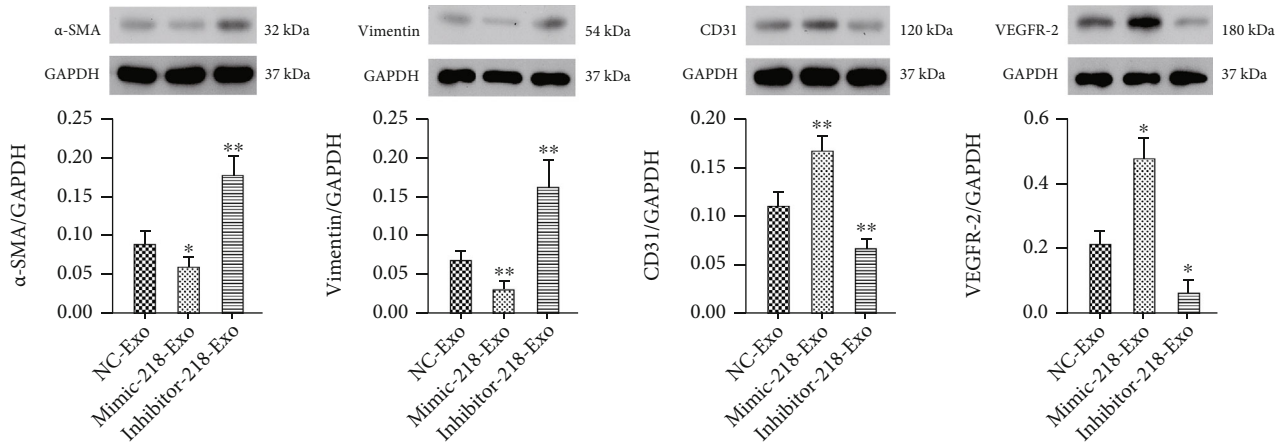 α-SMA 32 kDa
GAPDH 37 kDa
0.25
0.20
0.15
0.10
0.05
0.00
α-SMA/GAPDH
*
**
NC-Exo
Mimic-218-Exo
Inhibitor-218-Exo
Vimentin 54 kDa
GAPDH 37 kDa
0.25
0.20
0.15
0.10
0.05
0.00
Vimentin/GAPDH
**
**
NC-Exo
Mimic-218-Exo
Inhibitor-218-Exo
CD31 120 kDa
GAPDH 37 kDa
0.20
0.15
0.10
0.05
0.00
CD31/GAPDH
**
**
NC-Exo
Mimic-218-Exo
Inhibitor-218-Exo
VEGFR-2 180 kDa
GAPDH 37 kDa
0.6
0.4
0.2
0.0
VEGFR-2/GAPDH
*
*
NC-Exo
Mimic-218-Exo
Inhibitor-218-Exo